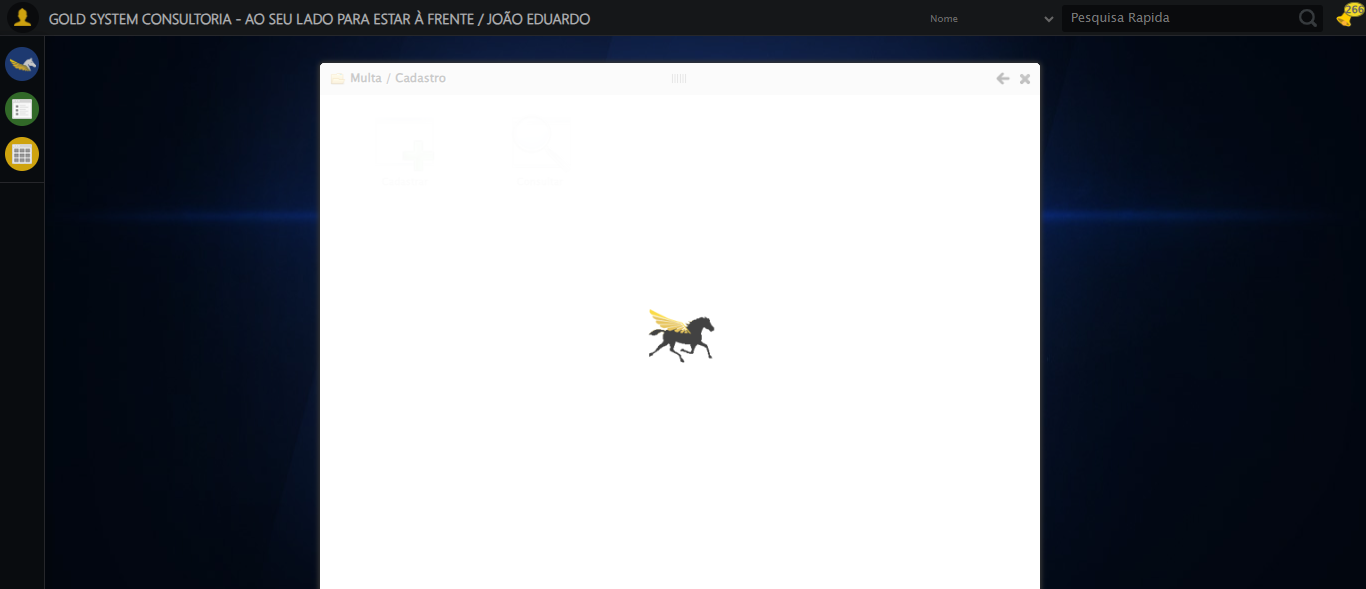 GOLD SYSTEM CONSULTORIA - AO SEU LADO PARA ESTAR À FRENTE / JOÃO EDUARDO
Nome
Pesquisa Rapida
266
Multa / Cadastro